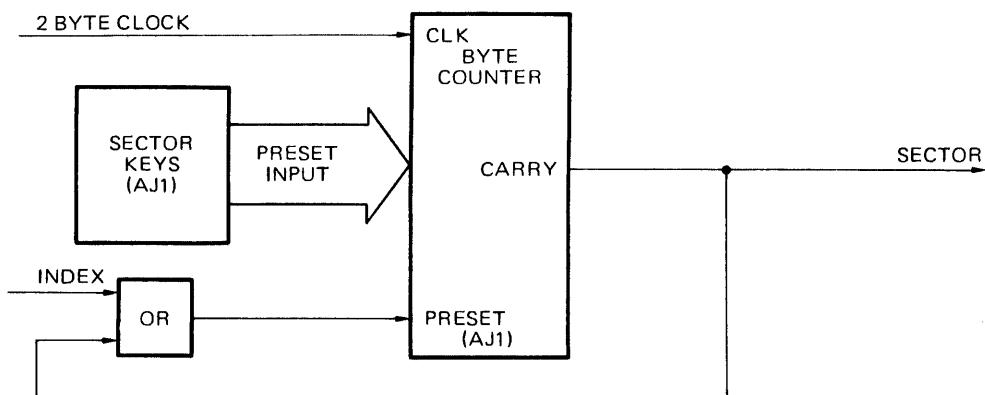 2 BYTE CLOCK
CLK
BYTE
COUNTER
SECTOR
KEYS
(AJ1)
PRESET
INPUT
CARRY
SECTOR
INDEX
OR
PRESET
(AJ1)